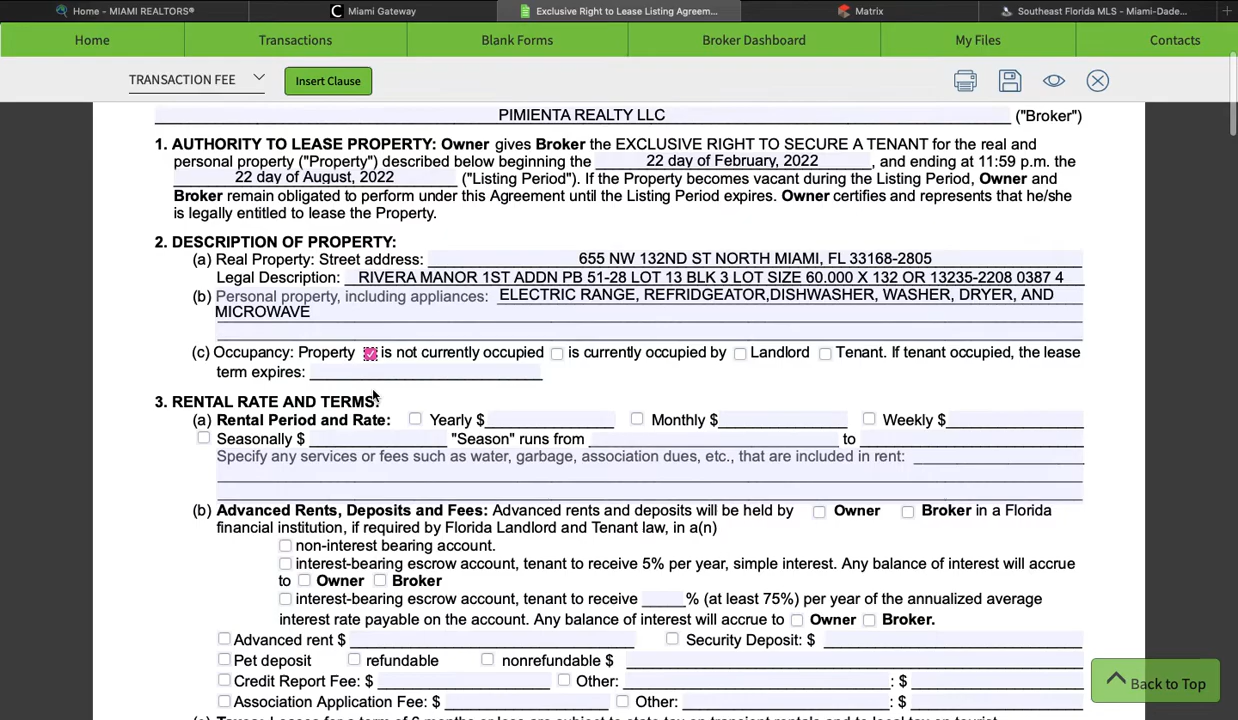 Home - MIAMI REALTORS®
Miami Gateway
Exclusive Right to Lease Listing Agreem...
Matrix
Southeast Florida MLS - Miami-Dade...
Home
Transactions
Blank Forms
Broker Dashboard
My Files
Contacts
TRANSACTION FEE
Insert Clause
PIMIENTA REALTY LLC ("Broker")
1. AUTHORITY TO LEASE PROPERTY: Owner gives Broker the EXCLUSIVE RIGHT TO SECURE A TENANT for the real and
personal property ("Property") described below beginning the 22 day of February, 2022, and ending at 11:59 p.m. the
22 day of August, 2022 ("Listing Period"). If the Property becomes vacant during the Listing Period, Owner and
Broker remain obligated to perform under this Agreement until the Listing Period expires. Owner certifies and represents that he/she
is legally entitled to lease the Property.
2. DESCRIPTION OF PROPERTY:
(a) Real Property: Street address: 655 NW 132ND ST NORTH MIAMI, FL 33168-2805
Legal Description: RIVERA MANOR 1ST ADDN PB 51-28 LOT 13 BLK 3 LOT SIZE 60.000 X 132 OR 13235-2208 0387 4
(b) Personal property, including appliances: ELECTRIC RANGE, REFRIDGEATOR,DISHWASHER, WASHER, DRYER, AND
MICROWAVE
(c) Occupancy: Property is not currently occupied is currently occupied by Landlord Tenant. If tenant occupied, the lease
term expires:
3. RENTAL RATE AND TERMS:
(a) Rental Period and Rate: Yearly $ Monthly $ Weekly $
Seasonally $ "Season" runs from to
Specify any services or fees such as water, garbage, association dues, etc., that are included in rent:
(b) Advanced Rents, Deposits and Fees: Advanced rents and deposits will be held by Owner Broker in a Florida
financial institution, if required by Florida Landlord and Tenant law, in a(n)
non-interest bearing account.
interest-bearing escrow account, tenant to receive 5% per year, simple interest. Any balance of interest will accrue
to Owner Broker
interest-bearing escrow account, tenant to receive _____% (at least 75%) per year of the annualized average
interest rate payable on the account. Any balance of interest will accrue to Owner Broker.
Advanced rent $ Security Deposit: $
Pet deposit refundable nonrefundable $
Credit Report Fee: $ Other: : $
Association Application Fee: $ Other: : $
Back to Top